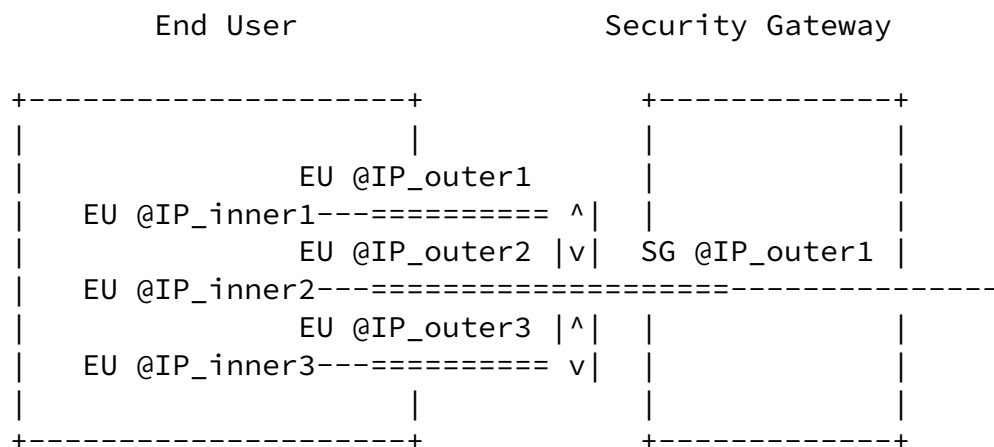 End User Security Gateway
+---------------------+ +-------------+
| | | |
| EU @IP_outer1 | |
| EU @IP_inner1---========== ^| | |
| EU @IP_outer2 |v| SG @IP_outer1 |
| EU @IP_inner2---====================---------------
| EU @IP_outer3 |^| | |
| EU @IP_inner3---========== v| | |
| | | |
+---------------------+ +-------------+